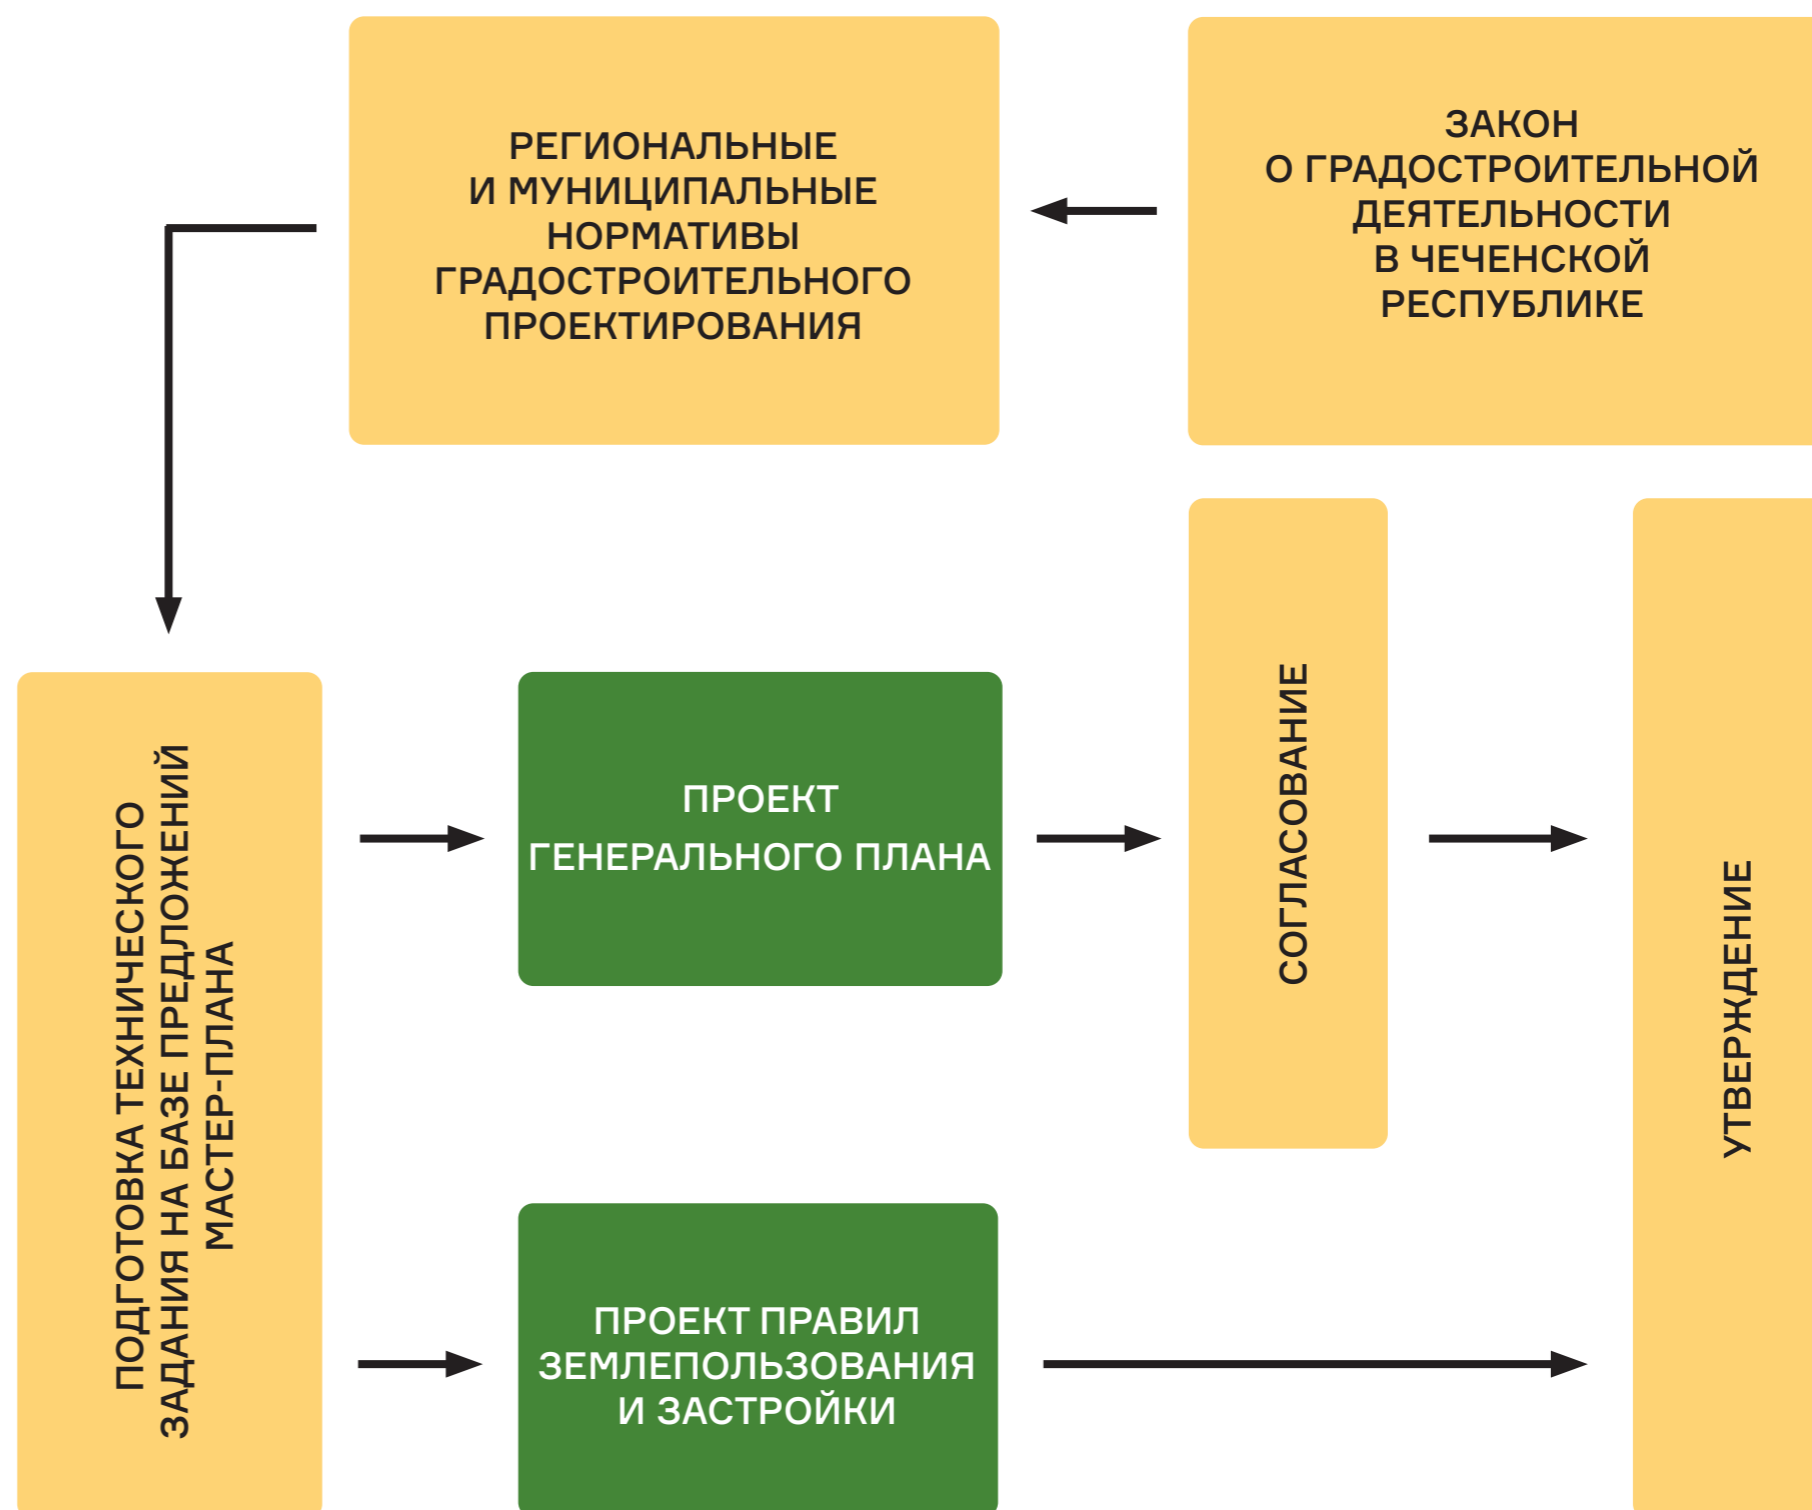 РЕГИОНАЛЬНЫЕ
И МУНИЦИПАЛЬНЫЕ
НОРМАТИВЫ
ГРАДОСТРОИТЕЛЬНОГО
ПРОЕКТИРОВАНИЯ
ЗАКОН
О ГРАДОСТРОИТЕЛЬНОЙ
ДЕЯТЕЛЬНОСТИ
В ЧЕЧЕНСКОЙ
РЕСПУБЛИКЕ
ПОДГОТОВКА ТЕХНИЧЕСКОГО
ЗАДАНИЯ НА БАЗЕ ПРЕДЛОЖЕНИЙ
МАСТЕР-ПЛАНА
ПРОЕКТ
ГЕНЕРАЛЬНОГО ПЛАНА
СОГЛАСОВАНИЕ
УТВЕРЖДЕНИЕ
ПРОЕКТ ПРАВИЛ
ЗЕМЛЕПОЛЬЗОВАНИЯ
И ЗАСТРОЙКИ